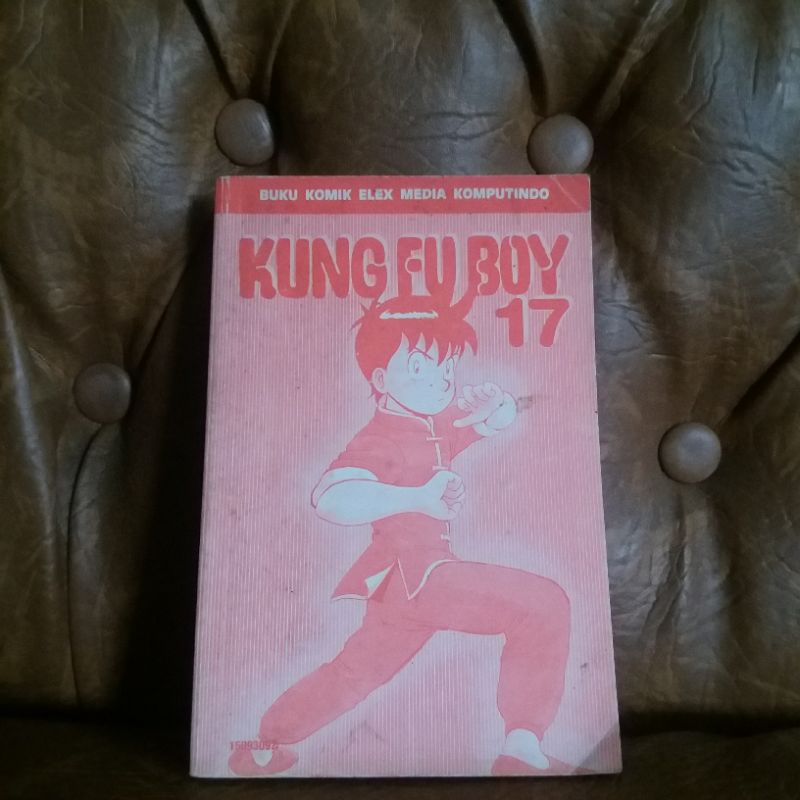 BUKU KOMIK ELEX MEDIA KOMPUTINDO
KUNG FU BOY
17